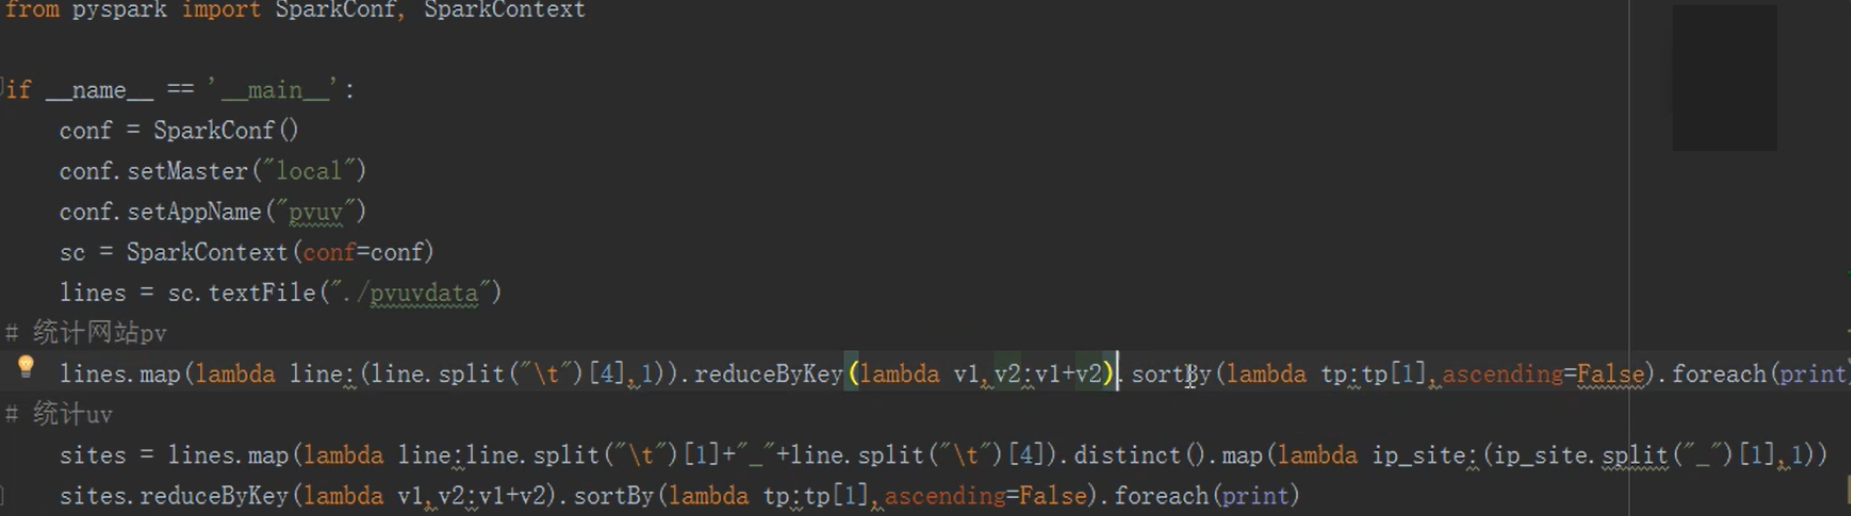 from pyspark import SparkConf, SparkContext
if __name__ == '__main__':
conf = SparkConf()
conf.setMaster("local")
conf.setAppName("pvuv")
sc = SparkContext(conf=conf)
lines = sc.textFile("./pvuvdata")
# 统计网站pv
lines.map(lambda line:(line.split("\t")[4],1)).reduceByKey(lambda v1,v2:v1+v2).sortBy(lambda tp:tp[1],ascending=False).foreach(print)
# 统计uv
sites = lines.map(lambda line:line.split("\t")[1]+"_"+line.split("\t")[4]).distinct().map(lambda ip_site:(ip_site.split("_")[1],1))
sites.reduceByKey(lambda v1,v2:v1+v2).sortBy(lambda tp:tp[1],ascending=False).foreach(print)